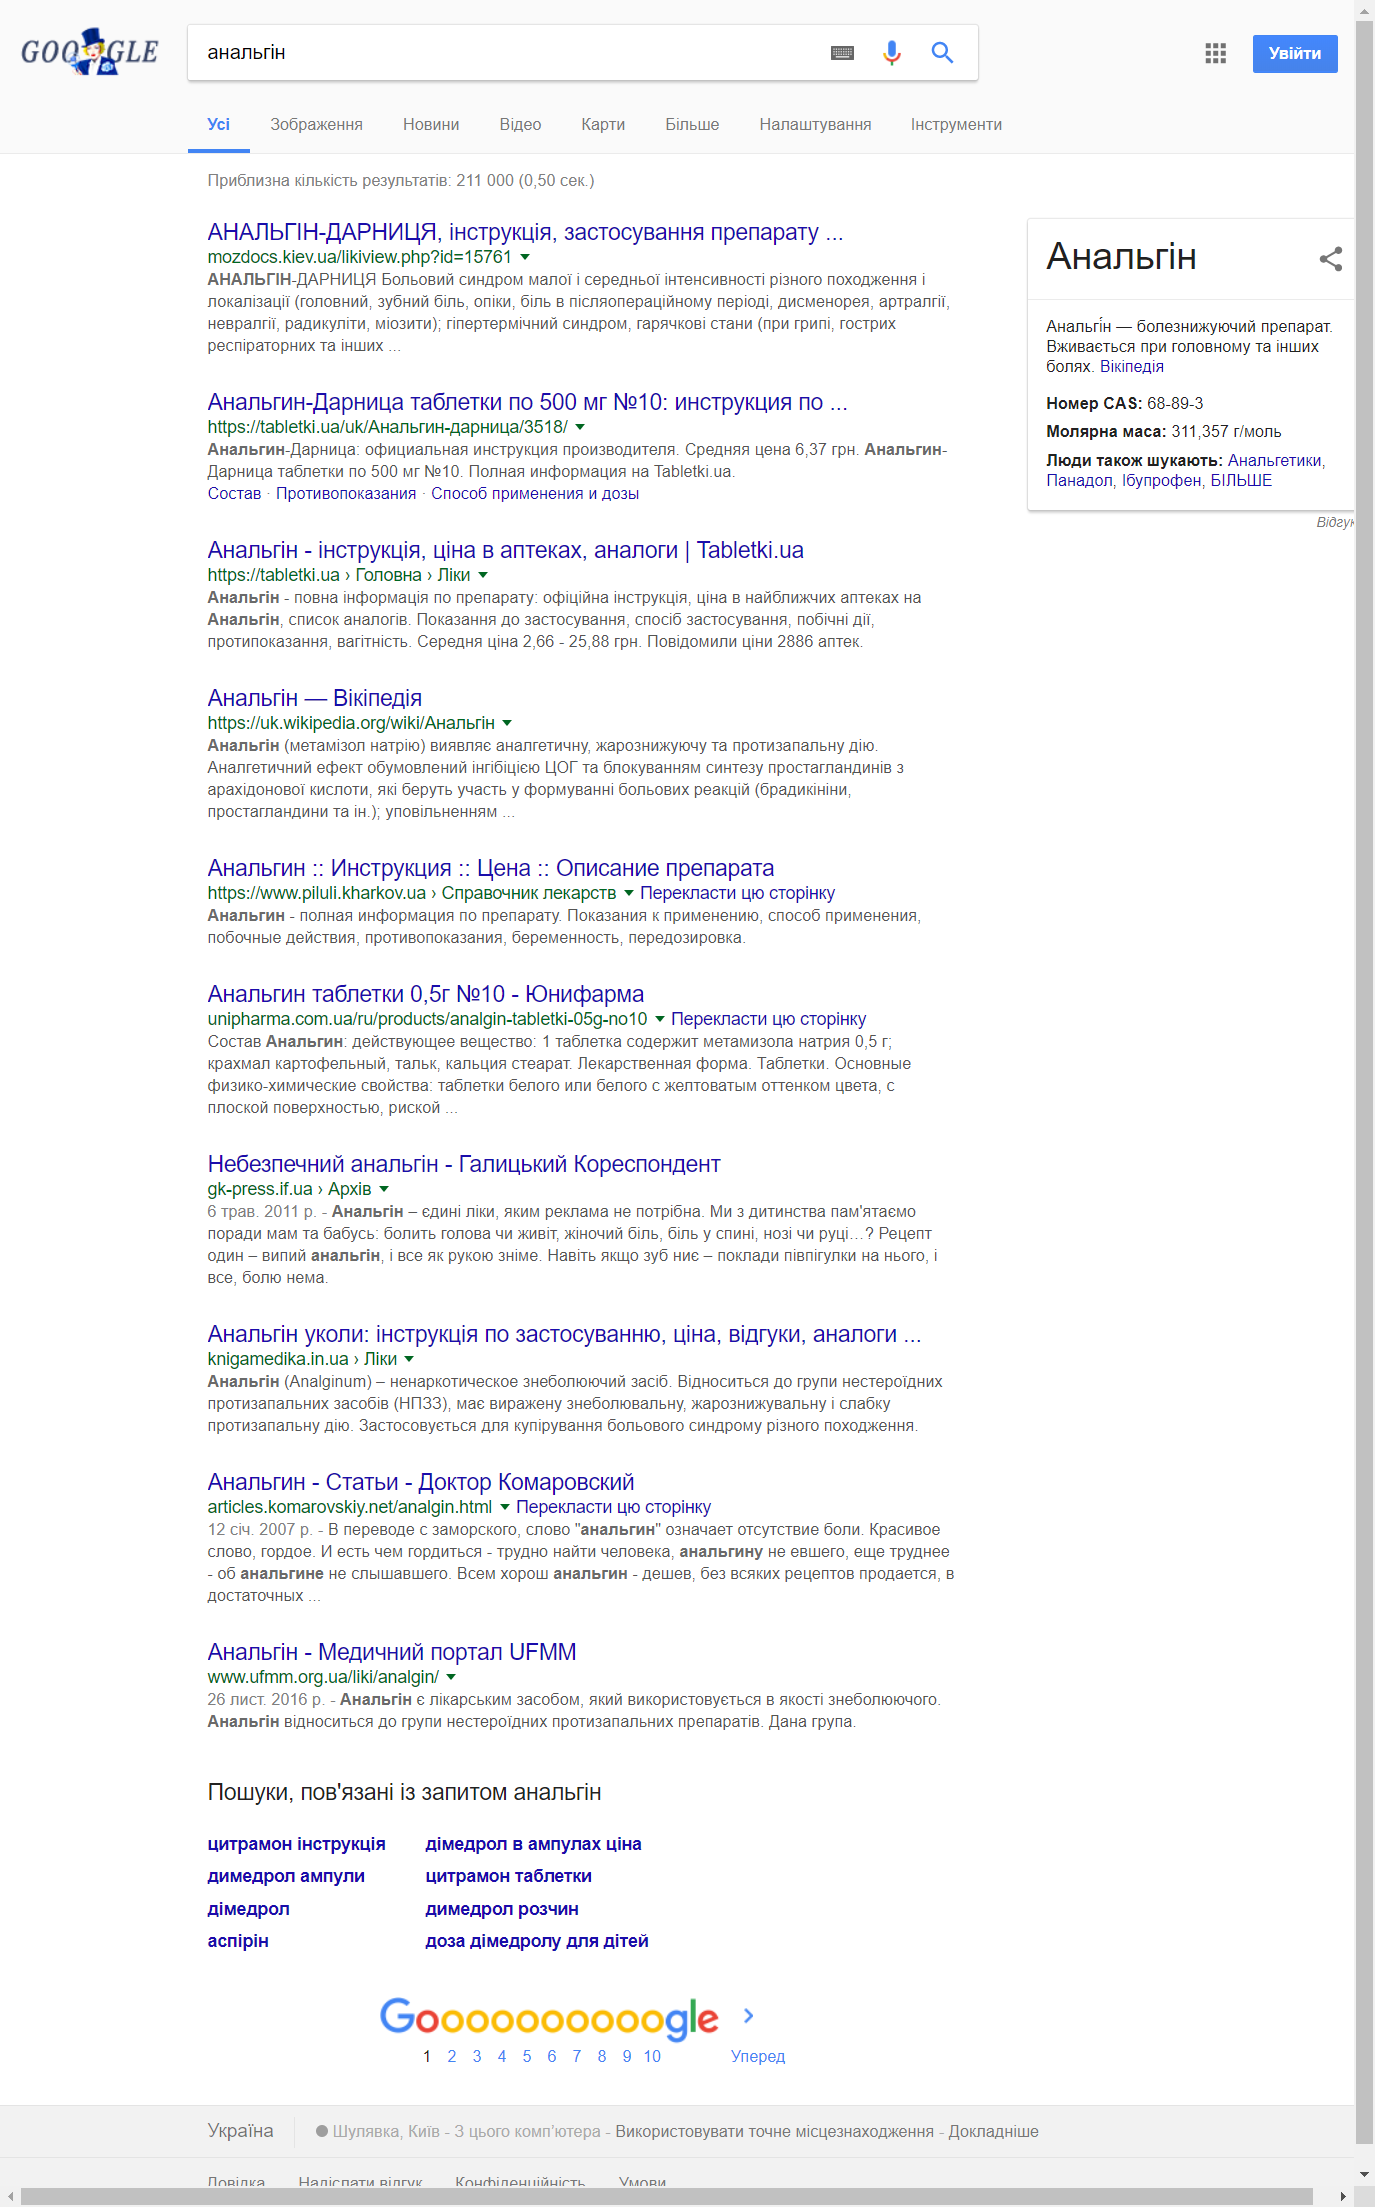 GOOGLE
анальгін
Увійти
Усі Зображення Новини Відео Карти Більше Налаштування Інструменти
Приблизна кількість результатів: 211 000 (0,50 сек.)
АНАЛЬГІН-ДАРНИЦЯ, інструкція, застосування препарату ...
mozdocs.kiev.ua/likiview.php?id=15761
АНАЛЬГІН-ДАРНИЦЯ Больовий синдром малої і середньої інтенсивності різного походження і
локалізації (головний, зубний біль, опіки, біль в післяопераційному періоді, дисменорея, артралгії,
невралгії, радикуліти, міозити); гіпертермічний синдром, гарячкові стани (при грипі, гострих
респіраторних та інших ...
Анальгин-Дарница таблетки по 500 мг №10: инструкция по ...
https://tabletki.ua/uk/Анальгин-дарница/3518/
Анальгин-Дарница: официальная инструкция производителя. Средняя цена 6,37 грн. Анальгин-
Дарница таблетки по 500 мг №10. Полная информация на Tabletki.ua.
Состав · Противопоказания · Способ применения и дозы
Анальгін - інструкція, ціна в аптеках, аналоги | Tabletki.ua
https://tabletki.ua › Головна › Ліки
Анальгін - повна інформація по препарату: офіційна інструкція, ціна в найближчих аптеках на
Анальгін, список аналогів. Показання до застосування, спосіб застосування, побічні дії,
протипоказання, вагітність. Середня ціна 2,66 - 25,88 грн. Повідомили ціни 2886 аптек.
Анальгін — Вікіпедія
https://uk.wikipedia.org/wiki/Анальгін
Анальгін (метамізол натрію) виявляє аналгетичну, жарознижуючу та протизапальну дію.
Аналгетичний ефект обумовлений інгібіцією ЦОГ та блокуванням синтезу простагландинів з
арахідонової кислоти, які беруть участь у формуванні больових реакцій (брадикініни,
простагландини та ін.); уповільненням ...
Анальгин :: Инструкция :: Цена :: Описание препарата
https://www.piluli.kharkov.ua › Справочник лекарств Перекласти цю сторінку
Анальгин - полная информация по препарату. Показания к применению, способ применения,
побочные действия, противопоказания, беременность, передозировка.
Анальгин таблетки 0,5г №10 - Юнифарма
unipharma.com.ua/ru/products/analgin-tabletki-05g-no10 Перекласти цю сторінку
Состав Анальгин: действующее вещество: 1 таблетка содержит метамизола натрия 0,5 г;
крахмал картофельный, тальк, кальция стеарат. Лекарственная форма. Таблетки. Основные
физико-химические свойства: таблетки белого или белого с желтоватым оттенком цвета, с
плоской поверхностью, риской ...
Небезпечний анальгін - Галицький Кореспондент
gk-press.if.ua › Архів
6 трав. 2011 р. - Анальгін – єдині ліки, яким реклама не потрібна. Ми з дитинства пам'ятаємо
поради мам та бабусь: болить голова чи живіт, жіночий біль, біль у спині, нозі чи руці…? Рецепт
один – випий анальгін, і все як рукою зніме. Навіть якщо зуб ниє – поклади півпігулки на нього, і
все, болю нема.
Анальгін уколи: інструкція по застосуванню, ціна, відгуки, аналоги ...
knigamedika.in.ua › Ліки
Анальгін (Analginum) – ненаркотическое знеболюючий засіб. Відноситься до групи нестероїдних
протизапальних засобів (НПЗЗ), має виражену знеболювальну, жарознижувальну і слабку
протизапальну дію. Застосовується для купірування больового синдрому різного походження.
Анальгин - Статьи - Доктор Комаровский
articles.komarovskiy.net/analgin.html Перекласти цю сторінку
12 січ. 2007 р. - В переводе с заморского, слово "анальгин" означает отсутствие боли. Красивое
слово, гордое. И есть чем гордиться - трудно найти человека, анальгину не евшего, еще труднее
- об анальгине не слышавшего. Всем хорош анальгин - дешев, без всяких рецептов продается, в
достаточных ...
Анальгін - Медичний портал UFMM
www.ufmm.org.ua/liki/analgin/
26 лист. 2016 р. - Анальгін є лікарським засобом, який використовується в якості знеболюючого.
Анальгін відноситься до групи нестероїдних протизапальних препаратів. Дана група.
Анальгін
Анальгі́н — болезнижуючий препарат.
Вживається при головному та інших
болях. Вікіпедія
Номер CAS: 68-89-3
Молярна маса: 311,357 г/моль
Люди також шукають: Анальгетики,
Панадол, Ібупрофен, БІЛЬШЕ
Відгук
Пошуки, пов'язані із запитом анальгін
цитрамон інструкція дімедрол в ампулах ціна
димедрол ампули цитрамон таблетки
дімедрол димедрол розчин
аспірін доза дімедролу для дітей
Goooooooooogle
1 2 3 4 5 6 7 8 9 10 Уперед
Україна Шулявка, Київ - З цього комп'ютера - Використовувати точне місцезнаходження - Докладніше
Довідка Надіслати відгук Конфіденційність Умови